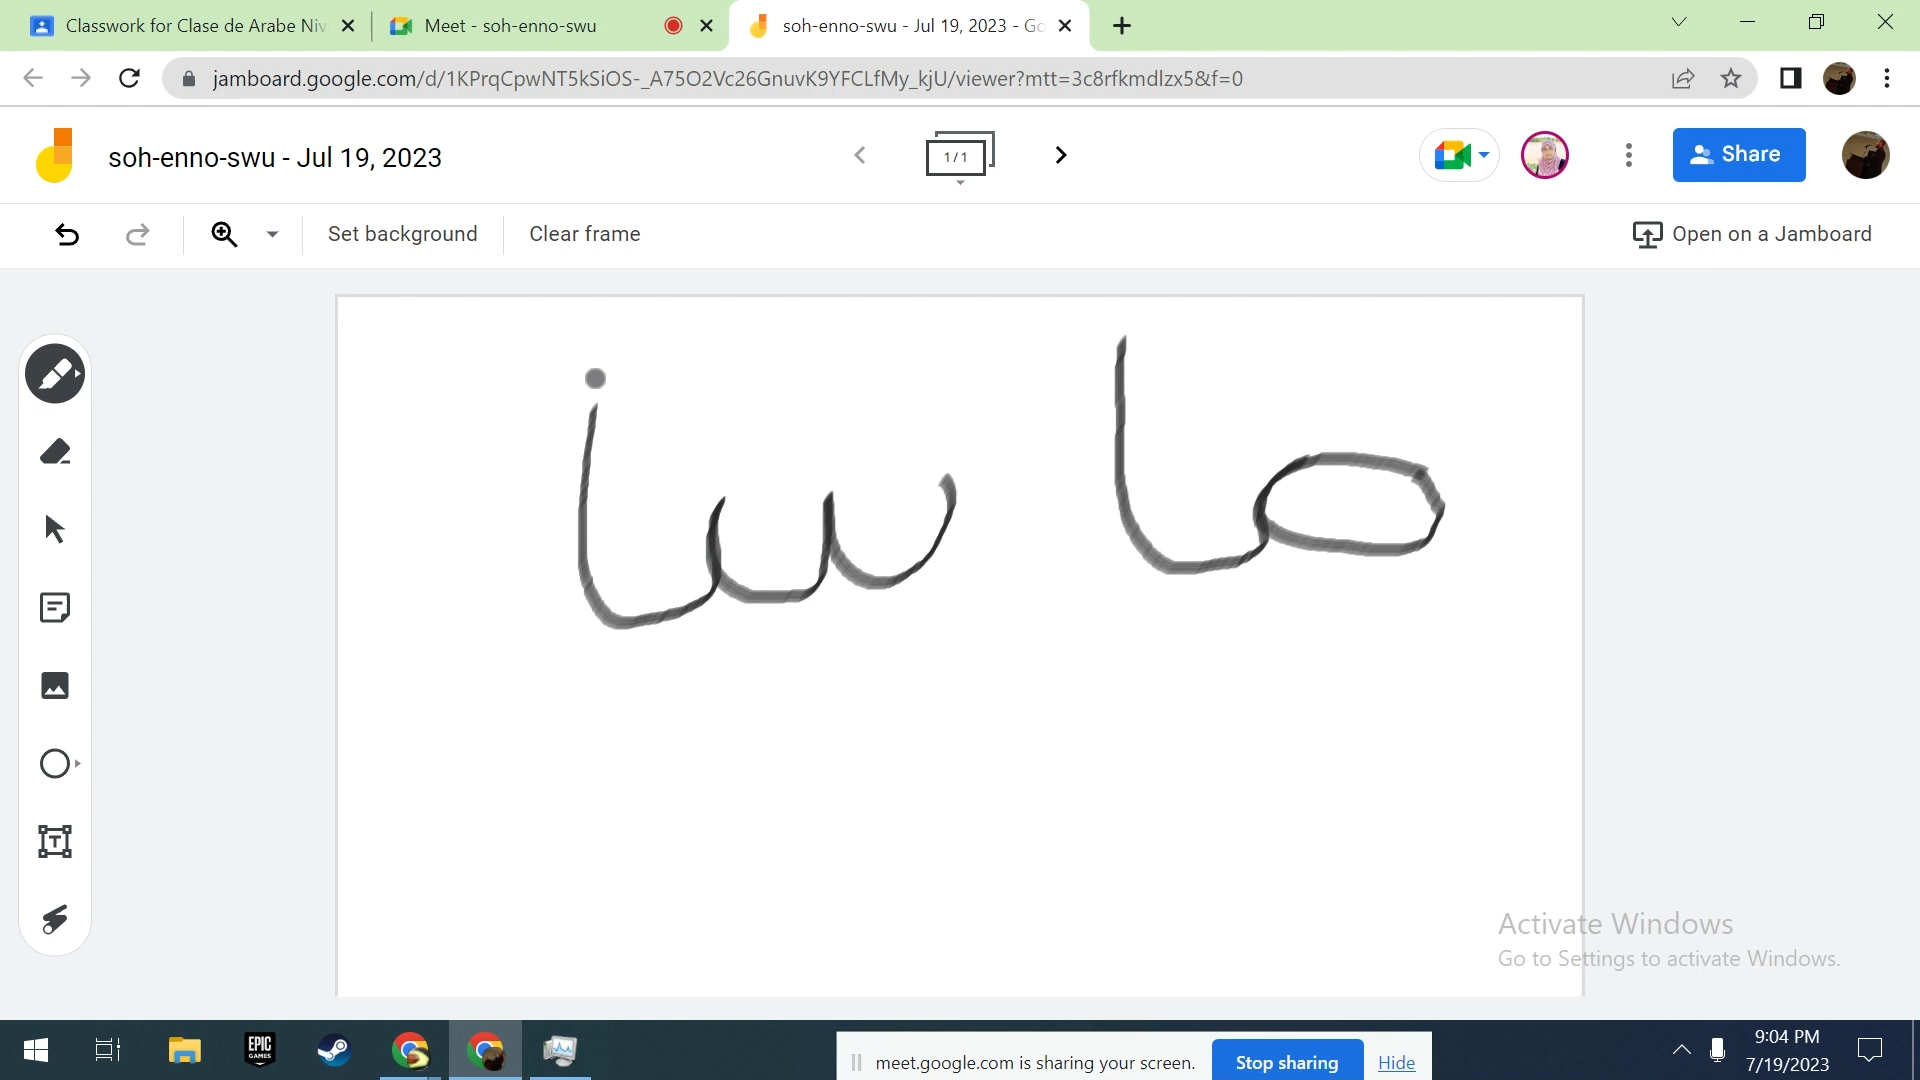 Classwork for Clase de Arabe Niv
Meet - soh-enno-swu
soh-enno-swu - Jul 19, 2023 - Go
jamboard.google.com/d/1KPrqCpwNT5kSiOS-_A75O2Vc26GnuvK9YFCLfMy_kjU/viewer?mtt=3c8rfkmdlzx5&f=0
soh-enno-swu - Jul 19, 2023
1/1
Share
Set background
Clear frame
Open on a Jamboard
Activate Windows
Go to Settings to activate Windows.
EPIC
GAMES
meet.google.com is sharing your screen.
Stop sharing
Hide
9:04 PM
7/19/2023